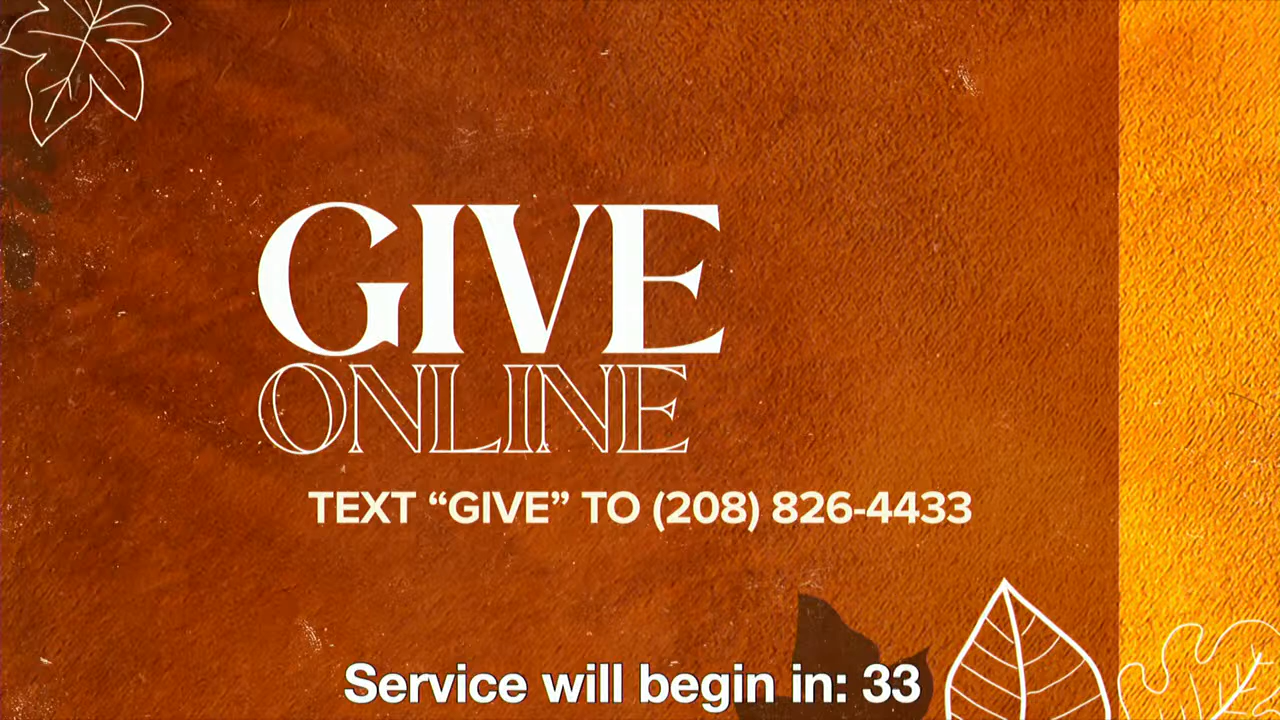 GIVE
ONLINE
TEXT “GIVE” TO (208) 826-4433
Service will begin in: 33